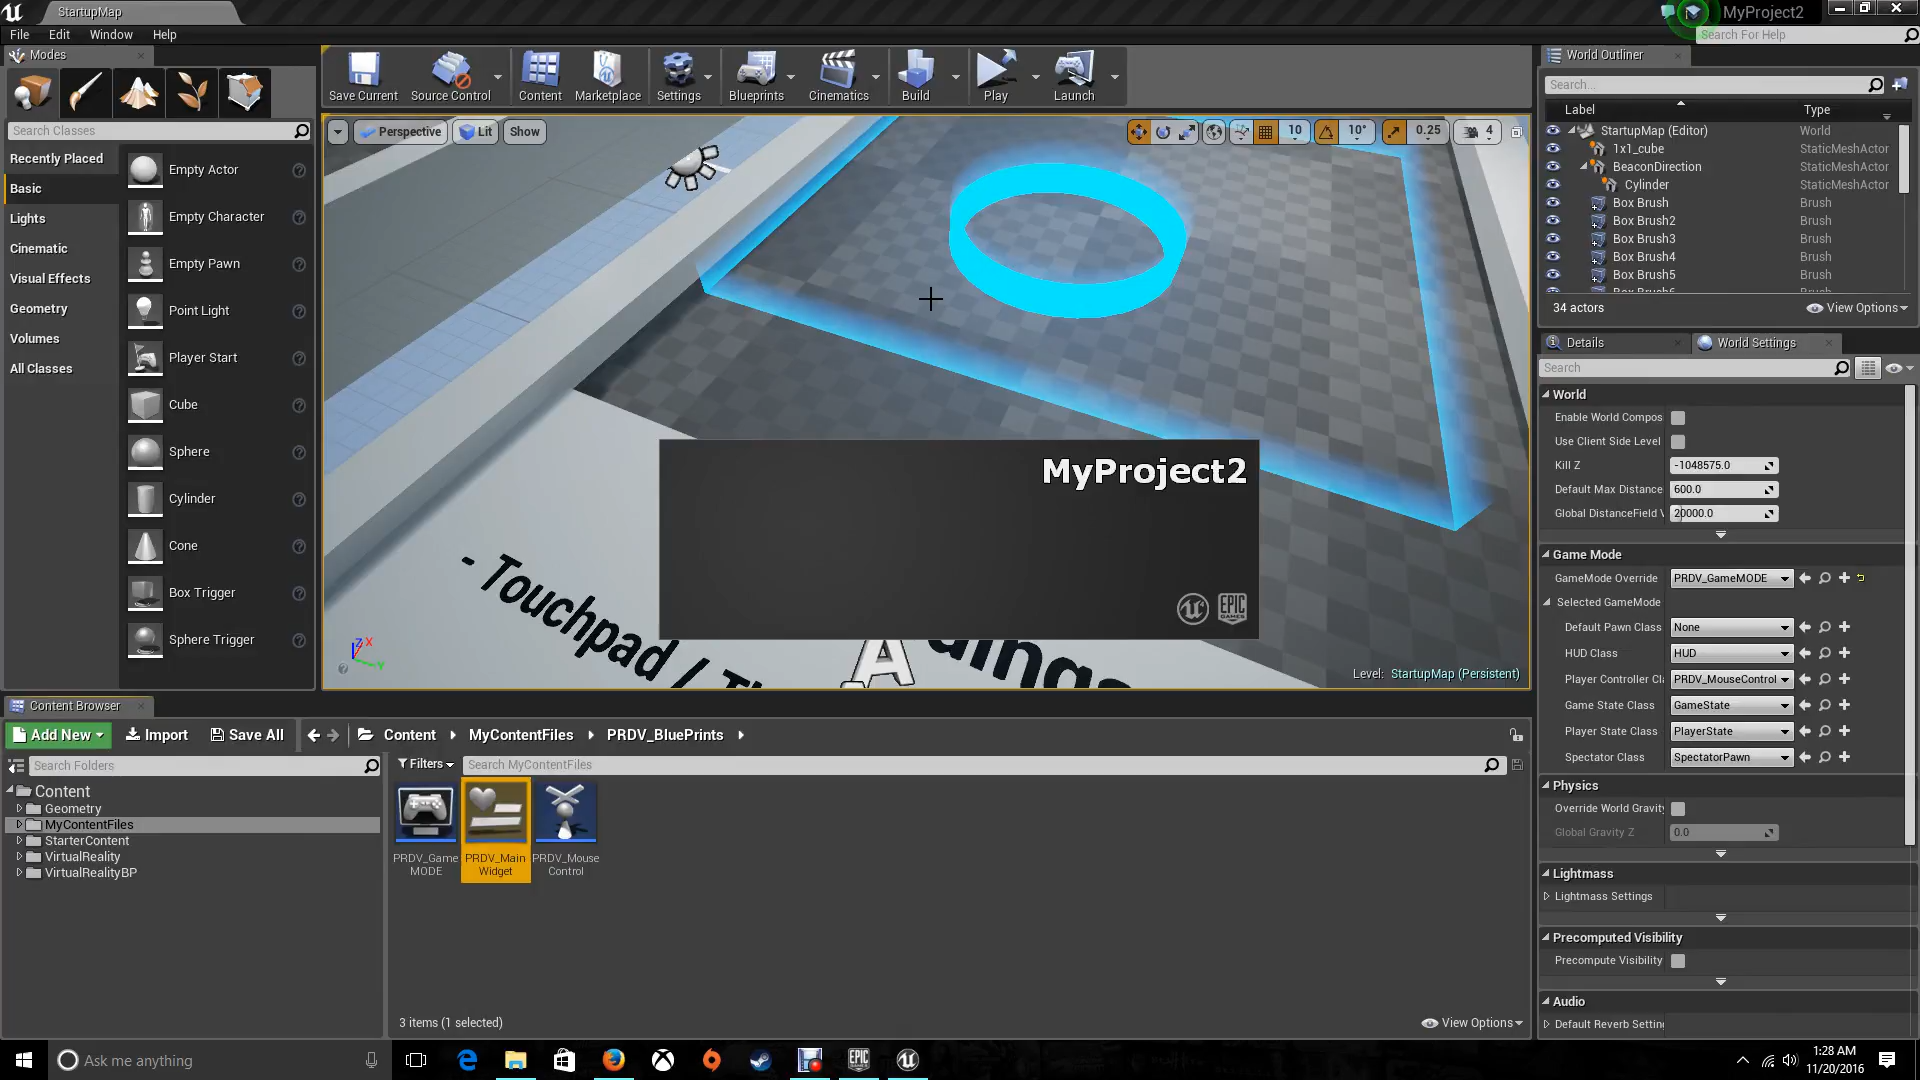 StartupMap
MyProject2
File Edit Window Help
Search For Help
Modes
Search Classes
Recently Placed
Basic
Lights
Cinematic
Visual Effects
Geometry
Volumes
All Classes
Empty Actor
Empty Character
Empty Pawn
Point Light
Player Start
Cube
Sphere
Cylinder
Cone
Box Trigger
Sphere Trigger
Save Current
Source Control
Content
Marketplace
Settings
Blueprints
Cinematics
Build
Play
Launch
Perspective
Lit
Show
10
10°
0.25
4
- Touchpad / T
dings
A
MyProject2
EPIC GAMES
Z X
Y
Level: StartupMap (Persistent)
World Outliner
Search...
Label Type
StartupMap (Editor) World
1x1_cube StaticMeshActor
BeaconDirection StaticMeshActor
Cylinder StaticMeshActor
Box Brush Brush
Box Brush2 Brush
Box Brush3 Brush
Box Brush4 Brush
Box Brush5 Brush
Box Brush6 Brush
34 actors
View Options
Details
World Settings
Search
World
Enable World Compos
Use Client Side Level
Kill Z -1048575.0
Default Max Distance 600.0
Global DistanceField V 20000.0
Game Mode
GameMode Override PRDV_GameMODE
Selected GameMode
Default Pawn Class None
HUD Class HUD
Player Controller Cl PRDV_MouseControl
Game State Class GameState
Player State Class PlayerState
Spectator Class SpectatorPawn
Physics
Override World Gravity
Global Gravity Z 0.0
Lightmass
Lightmass Settings
Precomputed Visibility
Precompute Visibility
Audio
Default Reverb Setting
Content Browser
Add New
Import
Save All
Content
MyContentFiles
PRDV_BluePrints
Search Folders
Filters
Search MyContentFiles
Content
Geometry
MyContentFiles
StarterContent
VirtualReality
VirtualRealityBP
PRDV_Game
MODE
PRDV_Main
Widget
PRDV_Mouse
Control
3 items (1 selected)
View Options
Ask me anything
EPIC GAMES
1:28 AM
11/20/2016